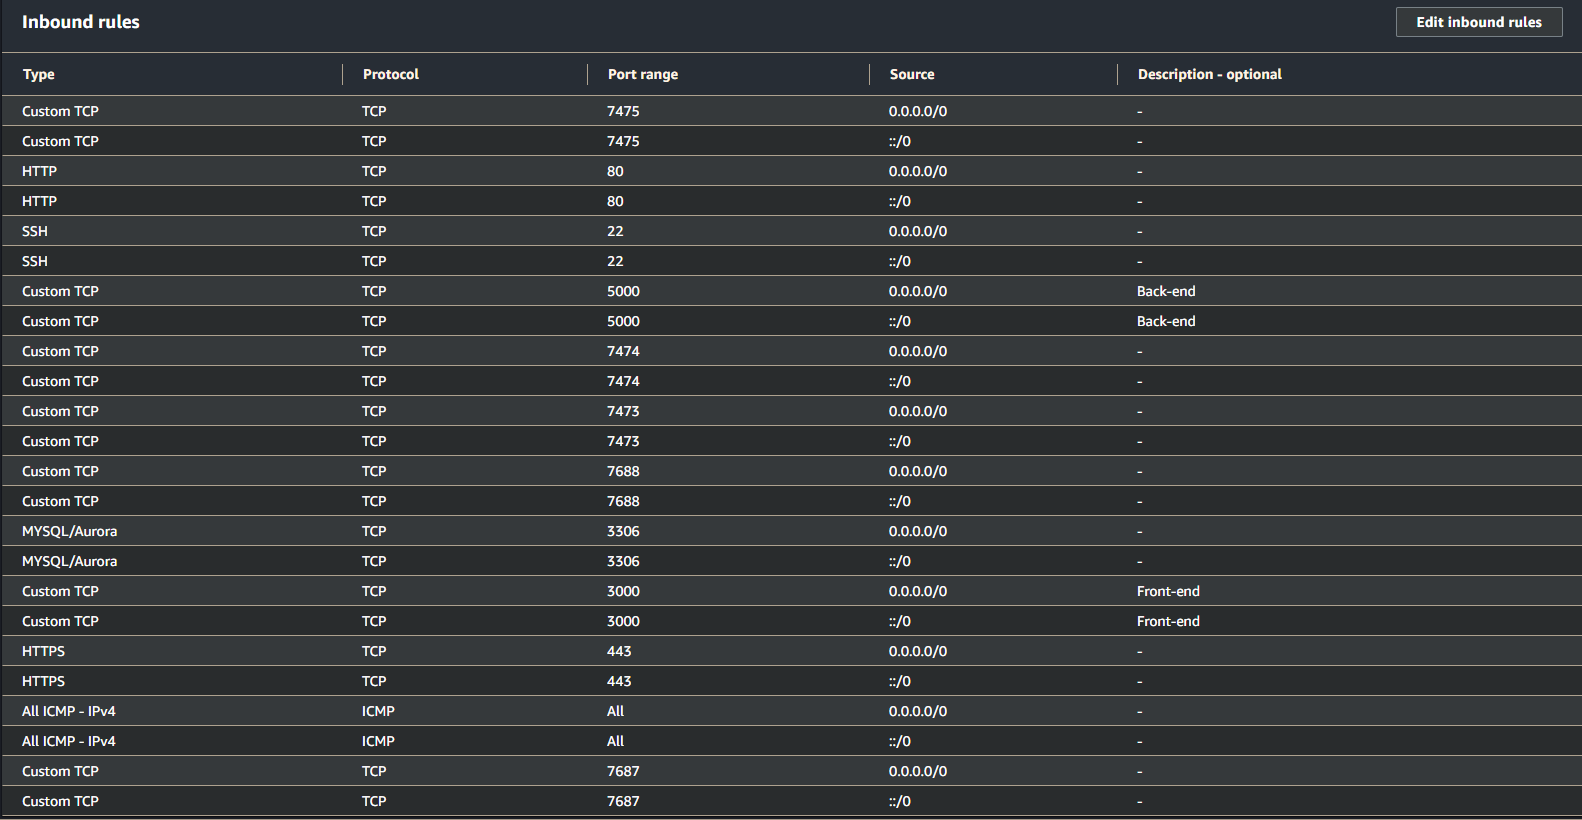 Inbound rules
Edit inbound rules
Type Protocol Port range Source Description - optional
Custom TCP TCP 7475 0.0.0.0/0 -
Custom TCP TCP 7475 ::/0 -
HTTP TCP 80 0.0.0.0/0 -
HTTP TCP 80 ::/0 -
SSH TCP 22 0.0.0.0/0 -
SSH TCP 22 ::/0 -
Custom TCP TCP 5000 0.0.0.0/0 Back-end
Custom TCP TCP 5000 ::/0 Back-end
Custom TCP TCP 7474 0.0.0.0/0 -
Custom TCP TCP 7474 ::/0 -
Custom TCP TCP 7473 0.0.0.0/0 -
Custom TCP TCP 7473 ::/0 -
Custom TCP TCP 7688 0.0.0.0/0 -
Custom TCP TCP 7688 ::/0 -
MYSQL/Aurora TCP 3306 0.0.0.0/0 -
MYSQL/Aurora TCP 3306 ::/0 -
Custom TCP TCP 3000 0.0.0.0/0 Front-end
Custom TCP TCP 3000 ::/0 Front-end
HTTPS TCP 443 0.0.0.0/0 -
HTTPS TCP 443 ::/0 -
All ICMP - IPv4 ICMP All 0.0.0.0/0 -
All ICMP - IPv4 ICMP All ::/0 -
Custom TCP TCP 7687 0.0.0.0/0 -
Custom TCP TCP 7687 ::/0 -